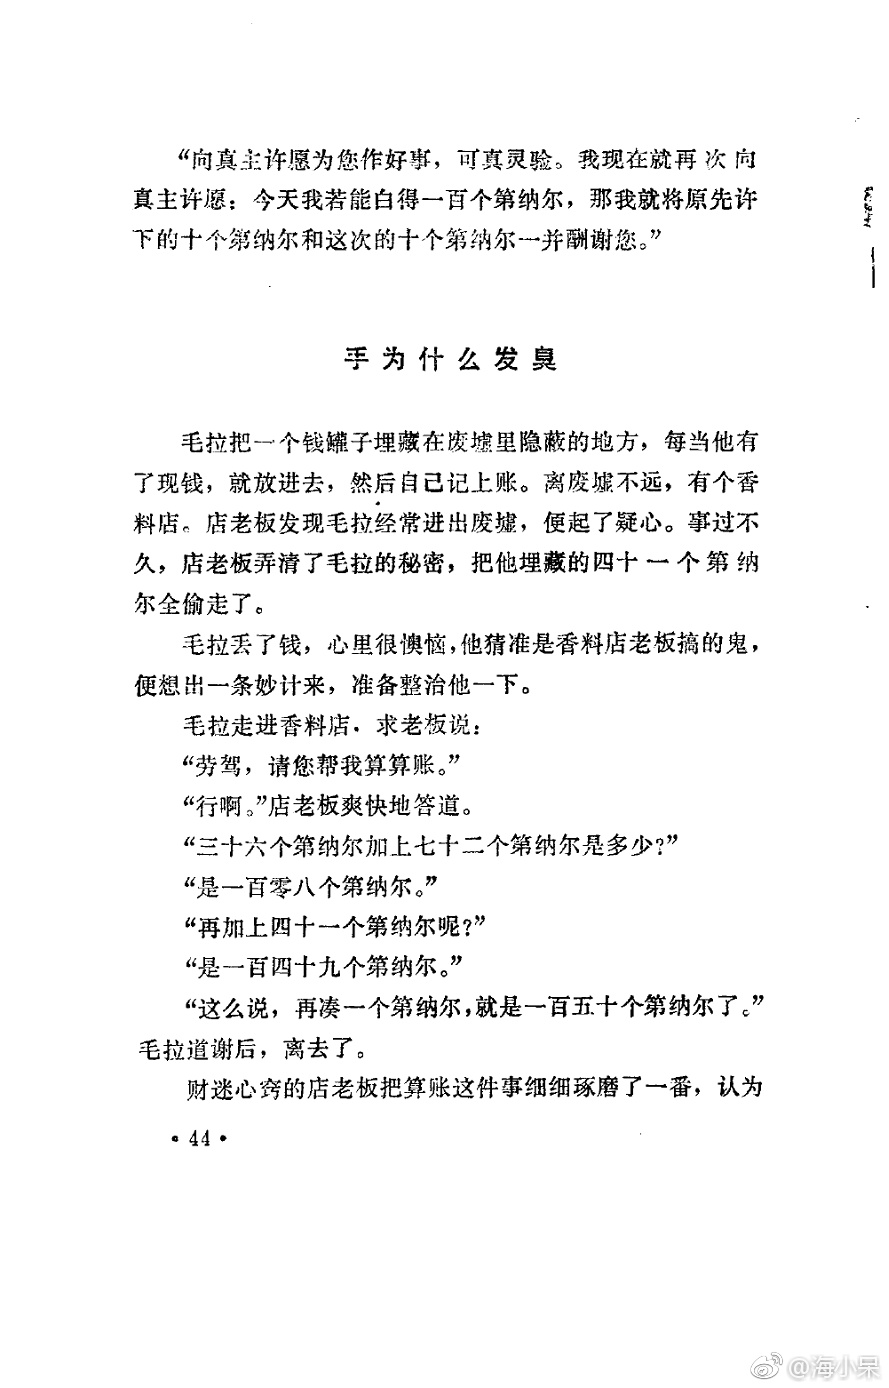 “向真主许愿为您作好事，可真灵验。我现在就再次向
真主许愿：今天我若能白得一百个第纳尔，那我就将原先许
下的十个第纳尔和这次的十个第纳尔一并酬谢您。”
手为什么发臭
毛拉把一个钱罐子埋藏在废墟里隐蔽的地方，每当他有
了现钱，就放进去，然后自己记上账。离废墟不远，有个香
料店。店老板发现毛拉经常进出废墟，便起了疑心。事过不
久，店老板弄清了毛拉的秘密，把他埋藏的四十一个第纳
尔全偷走了。
毛拉丢了钱，心里很懊恼，他猜准是香料店老板搞的鬼，
便想出一条妙计来，准备整治他一下。
毛拉走进香料店．求老板说：
“劳驾，请您帮我算算账。”
“行啊。”店老板爽快地答道。
“三十六个第纳尔加上七十二个第纳尔是多少？”
“是一百零八个第纳尔。”
“再加上四十一个第纳尔呢？”
“是一百四十九个第纳尔。”
“这么说，再凑一个第纳尔，就是一百五十个第纳尔了。”
毛拉道谢后，离去了。
财迷心窍的店老板把算账这件事细细琢磨了一番，认为
·44·
@海小呆